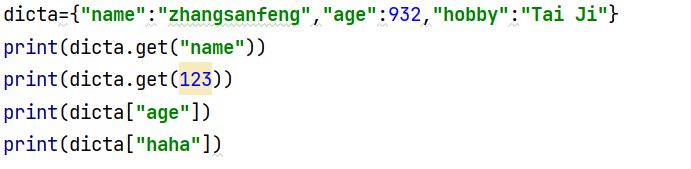 dicta={"name":"zhangsanfeng","age":932,"hobby":"Tai Ji"}
print(dicta.get("name"))
print(dicta.get(123))
print(dicta["age"])
print(dicta["haha"])